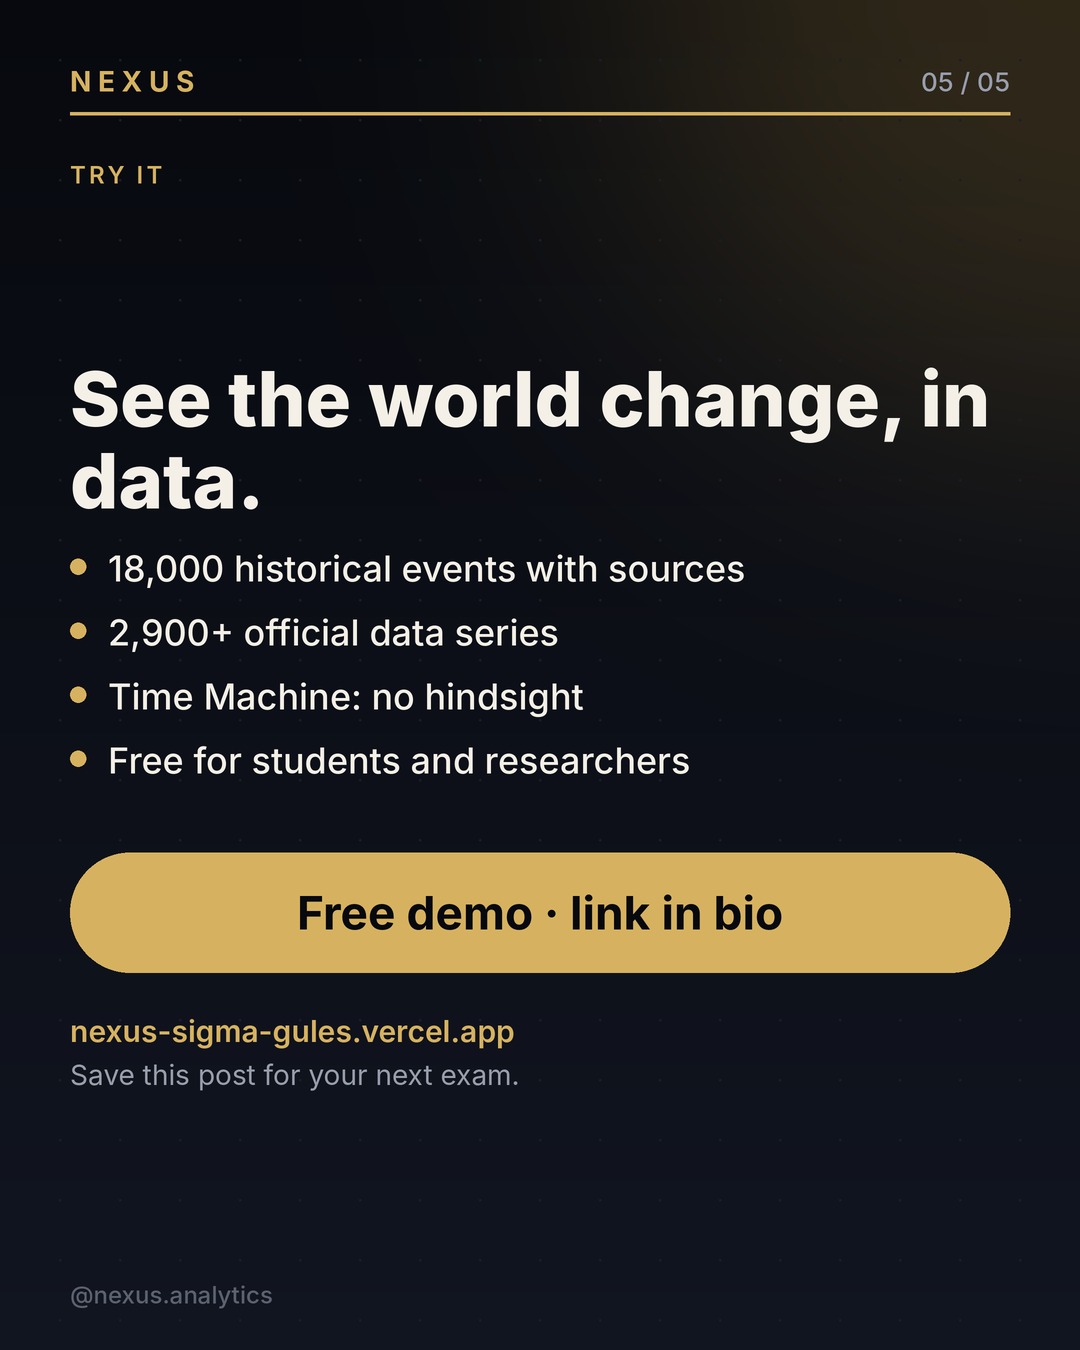 NEXUS
05 / 05
TRY IT
See the world change, in
data.
18,000 historical events with sources
2,900+ official data series
Time Machine: no hindsight
Free for students and researchers
Free demo · link in bio
nexus-sigma-gules.vercel.app
Save this post for your next exam.
@nexus.analytics